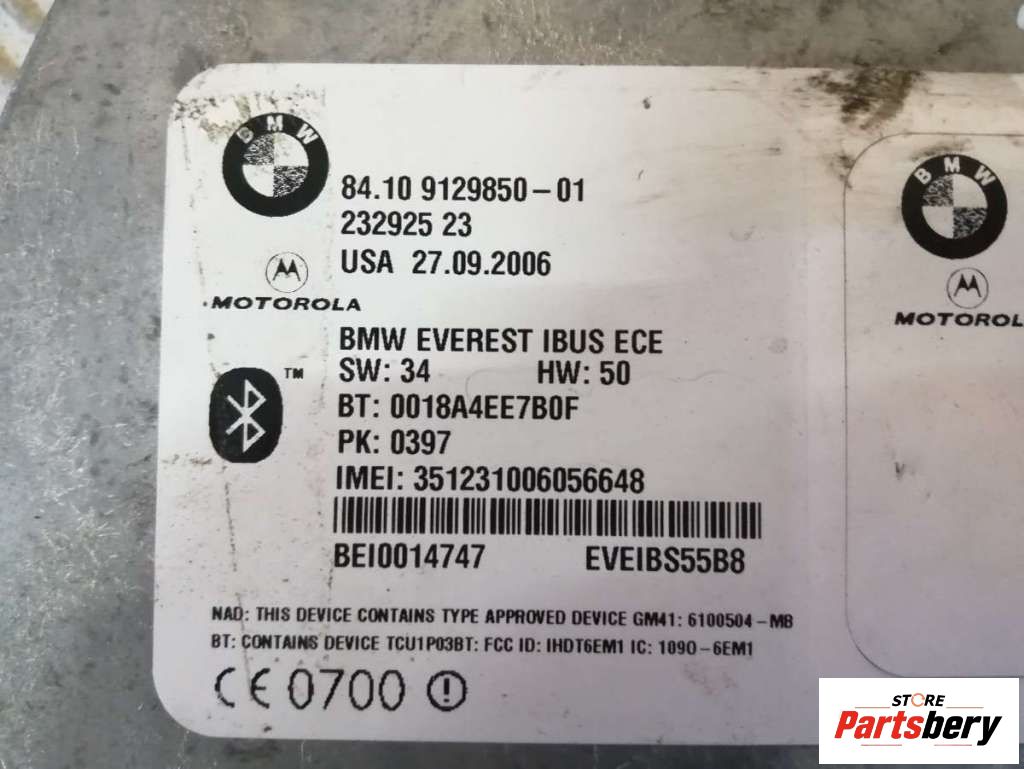 BMW
84.10 9129850-01
232925 23
USA 27.09.2006
MOTOROLA
BMW EVEREST IBUS ECE
SW: 34 HW: 50
TM
BT: 0018A4EE7B0F
PK: 0397
IMEI: 351231006056648
BEI0014747 EVEIBS55B8
NAD: THIS DEVICE CONTAINS TYPE APPROVED DEVICE GM41: 6100504-MB
BT: CONTAINS DEVICE TCU1P03BT: FCC ID: IHDT6EM1 IC: 1090-6EM1
CE 0700
BMW
MOTOROL
STORE
Partsbery